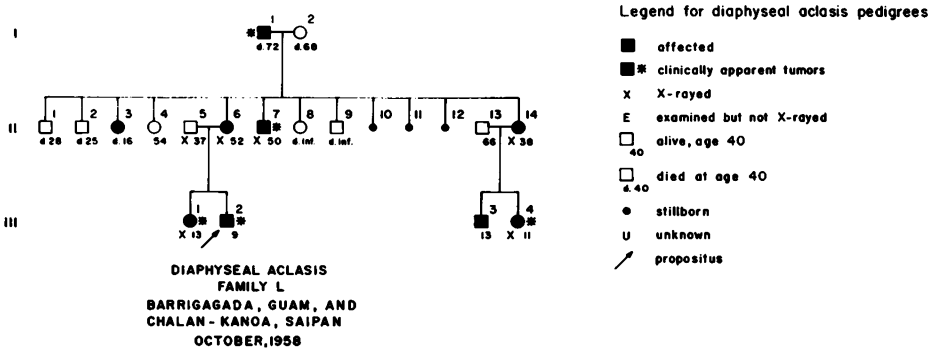 Legend for diaphyseal aclasis pedigrees
I
1 2
* d.72 d.68
affected
* clinically apparent tumors
X X-rayed
E examined but not X-rayed
40 alive, age 40
d.40 died at age 40
stillborn
U unknown
propositus
II
1 2 3 4 5 6 7 8 9 10 11 12 13 14
*
d 28 d 25 d.16 54 X 37 X 52 X 50 d.inf. d.inf. 66 X 38
III
1 2 3 4
* * *
X 13 9 13 X 11
DIAPHYSEAL ACLASIS
FAMILY L
BARRIGAGADA, GUAM, AND
CHALAN-KANOA, SAIPAN
OCTOBER,1958